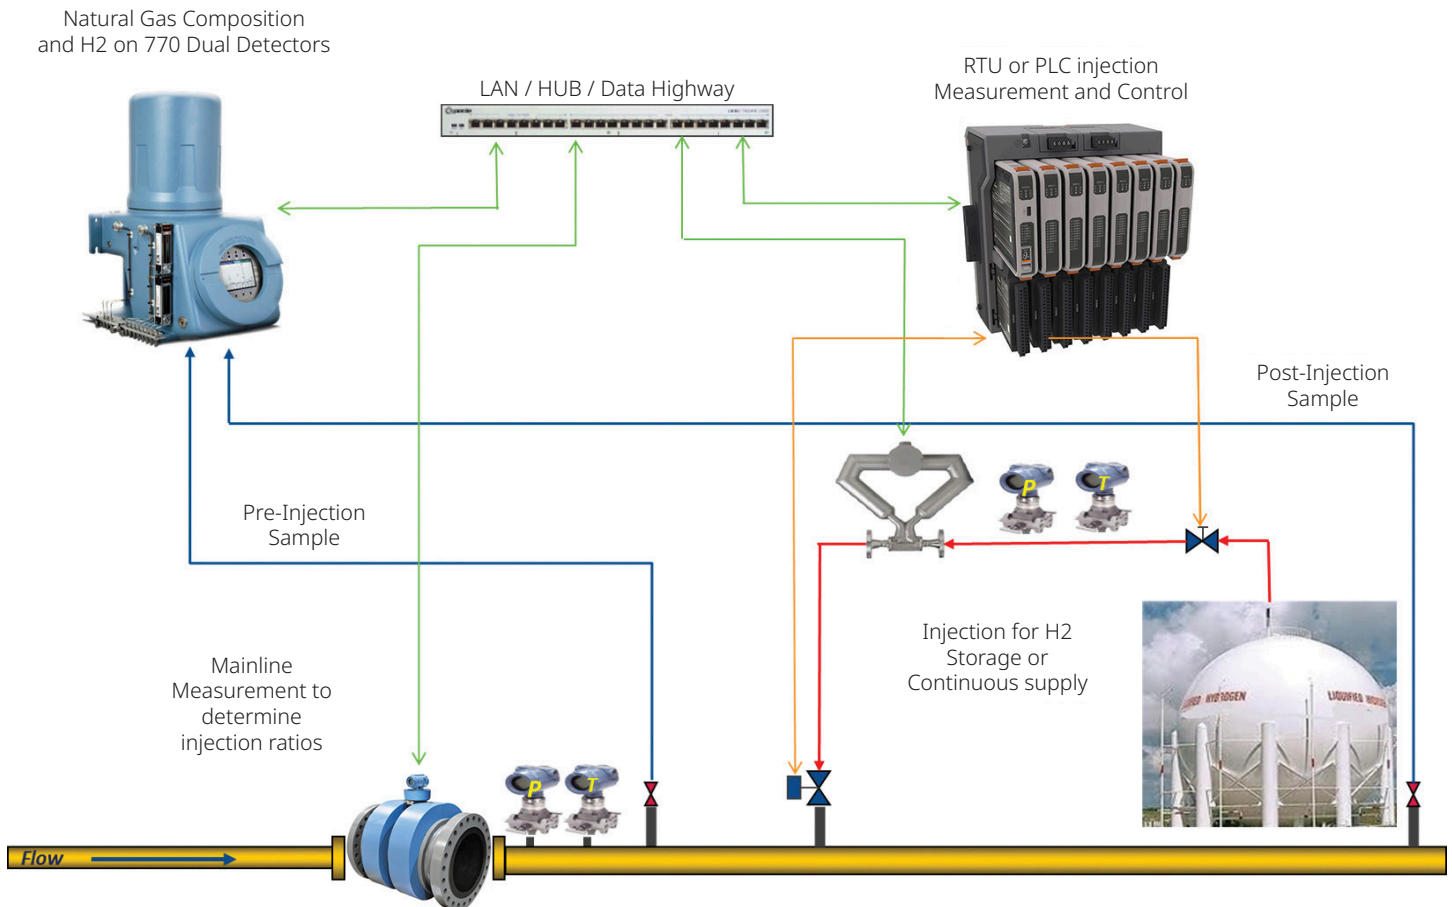 Natural Gas Composition
and H2 on 770 Dual Detectors
LAN / HUB / Data Highway
RTU or PLC injection
Measurement and Control
Post-Injection
Sample
P
T
Pre-Injection
Sample
Injection for H2
Storage or
Continuous supply
LIQUIFIED
Mainline
Measurement to
determine
injection ratios
HYDROGEN
P
T
Flow